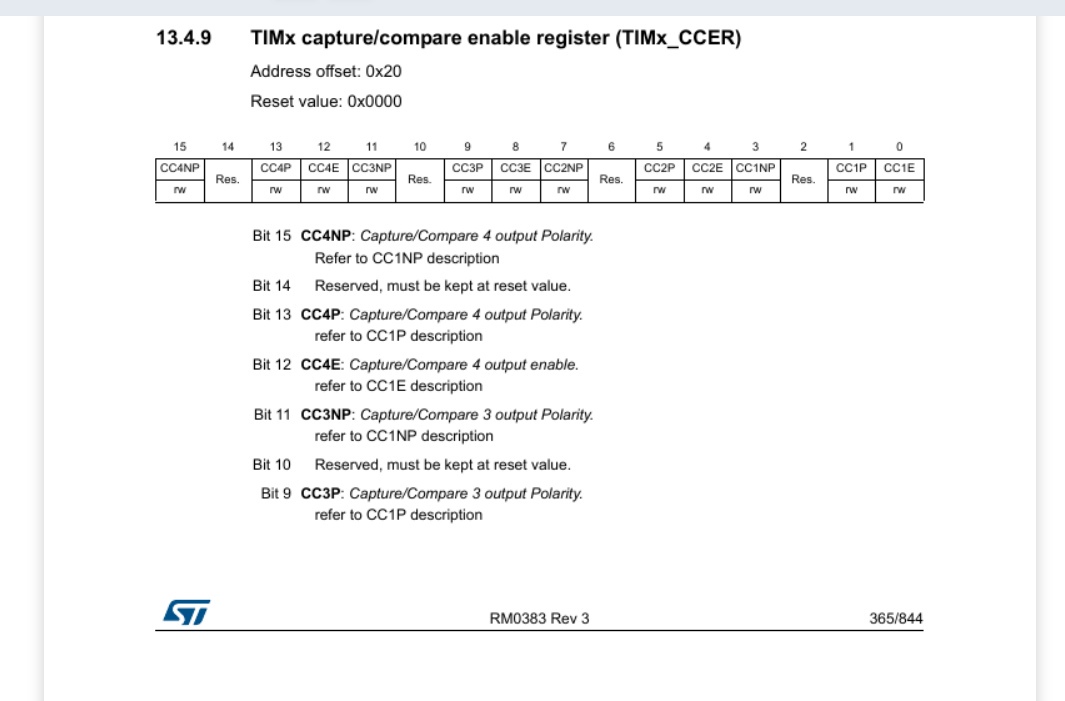 13.4.9 TIMx capture/compare enable register (TIMx_CCER)
Address offset: 0x20
Reset value: 0x0000
15 14 13 12 11 10 9 8 7 6 5 4 3 2 1 0
CC4NP Res. CC4P CC4E CC3NP Res. CC3P CC3E CC2NP Res. CC2P CC2E CC1NP Res. CC1P CC1E
rw rw rw rw rw rw rw rw rw rw rw rw
Bit 15 CC4NP: Capture/Compare 4 output Polarity.
Refer to CC1NP description
Bit 14 Reserved, must be kept at reset value.
Bit 13 CC4P: Capture/Compare 4 output Polarity.
refer to CC1P description
Bit 12 CC4E: Capture/Compare 4 output enable.
refer to CC1E description
Bit 11 CC3NP: Capture/Compare 3 output Polarity.
refer to CC1NP description
Bit 10 Reserved, must be kept at reset value.
Bit 9 CC3P: Capture/Compare 3 output Polarity.
refer to CC1P description
ST RM0383 Rev 3 365/844